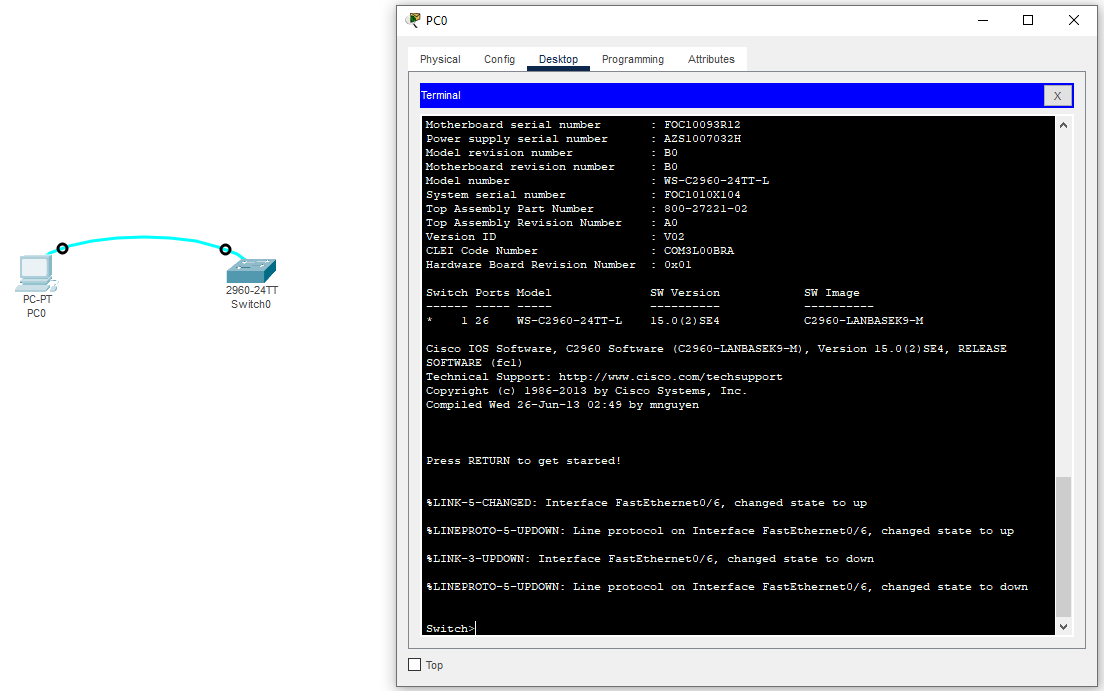 PC0
Physical Config Desktop Programming Attributes
Terminal
X
Motherboard serial number : FOC10093R12
Power supply serial number : AZS1007032H
Model revision number : B0
Motherboard revision number : B0
Model number : WS-C2960-24TT-L
System serial number : FOC1010X104
Top Assembly Part Number : 800-27221-02
Top Assembly Revision Number : A0
Version ID : V02
CLEI Code Number : COM3L00BRA
Hardware Board Revision Number : 0x01
Switch Ports Model SW Version SW Image
------ ----- ----- ---------- ----------
* 1 26 WS-C2960-24TT-L 15.0(2)SE4 C2960-LANBASEK9-M
Cisco IOS Software, C2960 Software (C2960-LANBASEK9-M), Version 15.0(2)SE4, RELEASE
SOFTWARE (fc1)
Technical Support: http://www.cisco.com/techsupport
Copyright (c) 1986-2013 by Cisco Systems, Inc.
Compiled Wed 26-Jun-13 02:49 by mnguyen
Press RETURN to get started!
%LINK-5-CHANGED: Interface FastEthernet0/6, changed state to up
%LINEPROTO-5-UPDOWN: Line protocol on Interface FastEthernet0/6, changed state to up
%LINK-3-UPDOWN: Interface FastEthernet0/6, changed state to down
%LINEPROTO-5-UPDOWN: Line protocol on Interface FastEthernet0/6, changed state to down
Switch>
Top
PC-PT
PC0
2960-24TT
Switch0